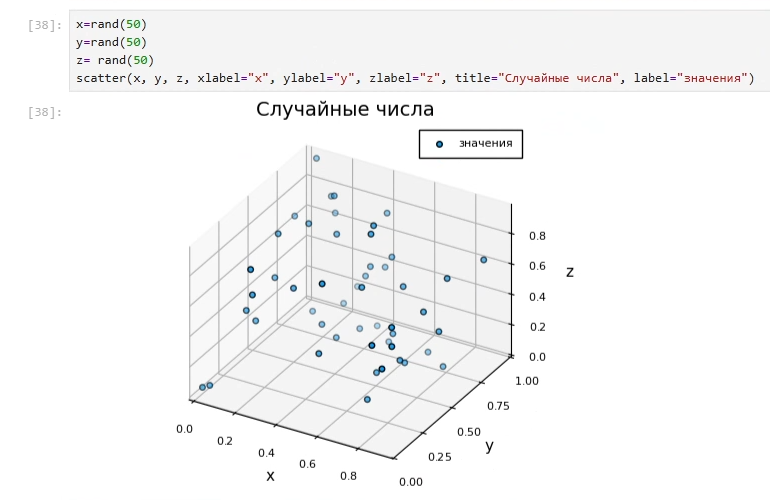 [38]: x=rand(50)
y=rand(50)
z= rand(50)
scatter(x, y, z, xlabel="x", ylabel="y", zlabel="z", title="Случайные числа", label="значения")
[38]:
Случайные числа
значения
0.8
0.6
0.4
0.2
0.0
z
1.00
0.75
0.50
0.25
0.00
y
0.0
0.2
0.4
0.6
0.8
x